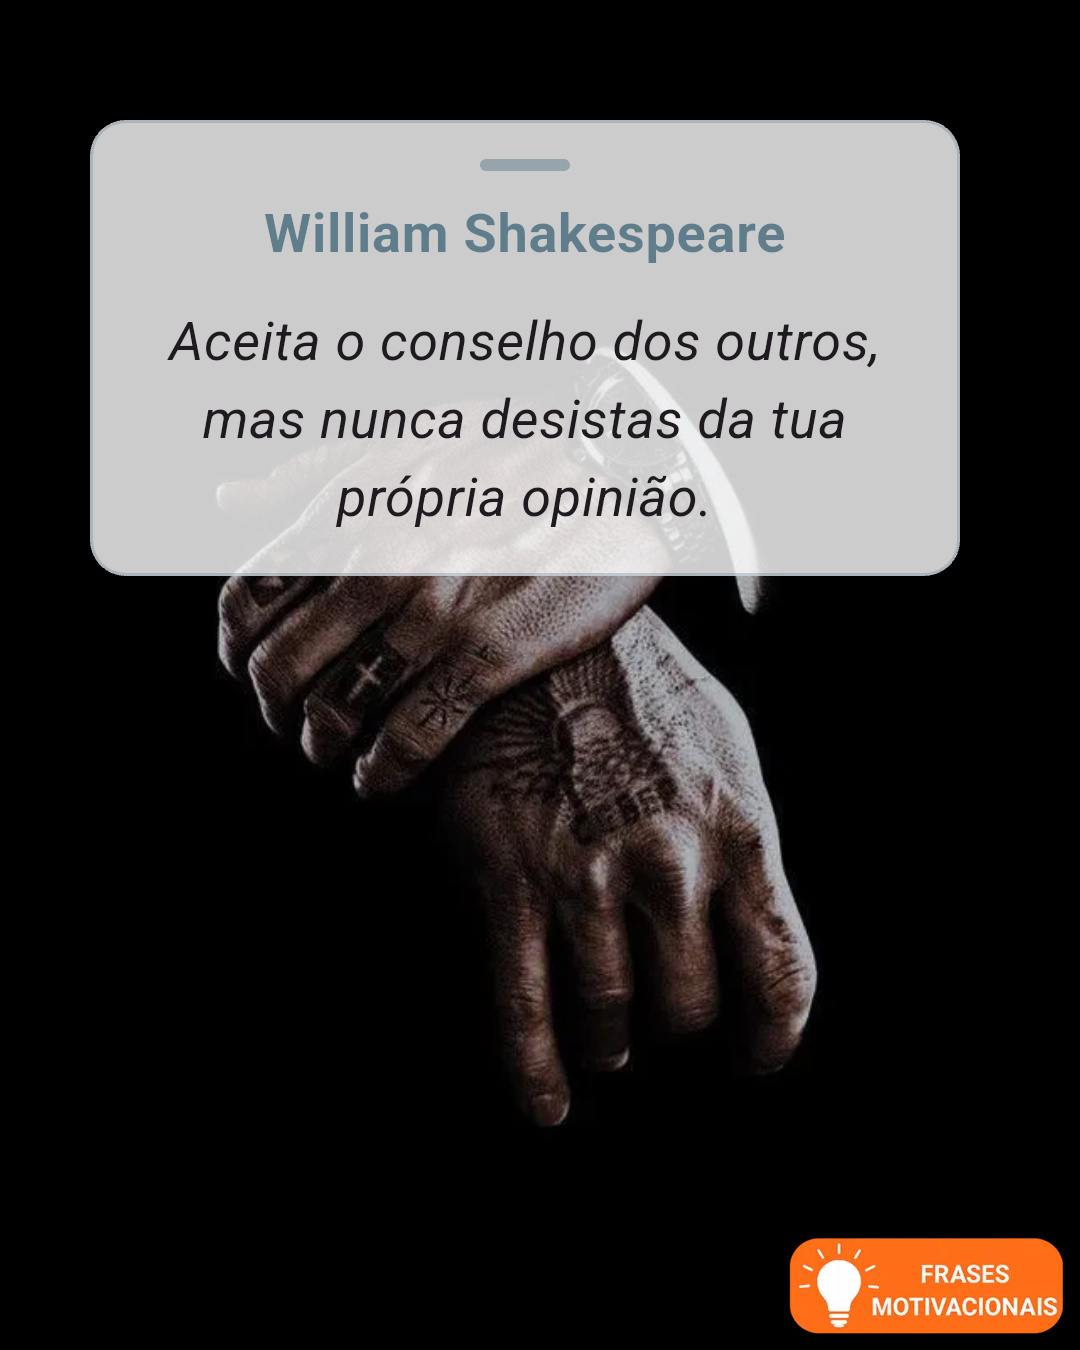 William Shakespeare
Aceita o conselho dos outros,
mas nunca desistas da tua
própria opinião.
FRASES
MOTIVACIONAIS